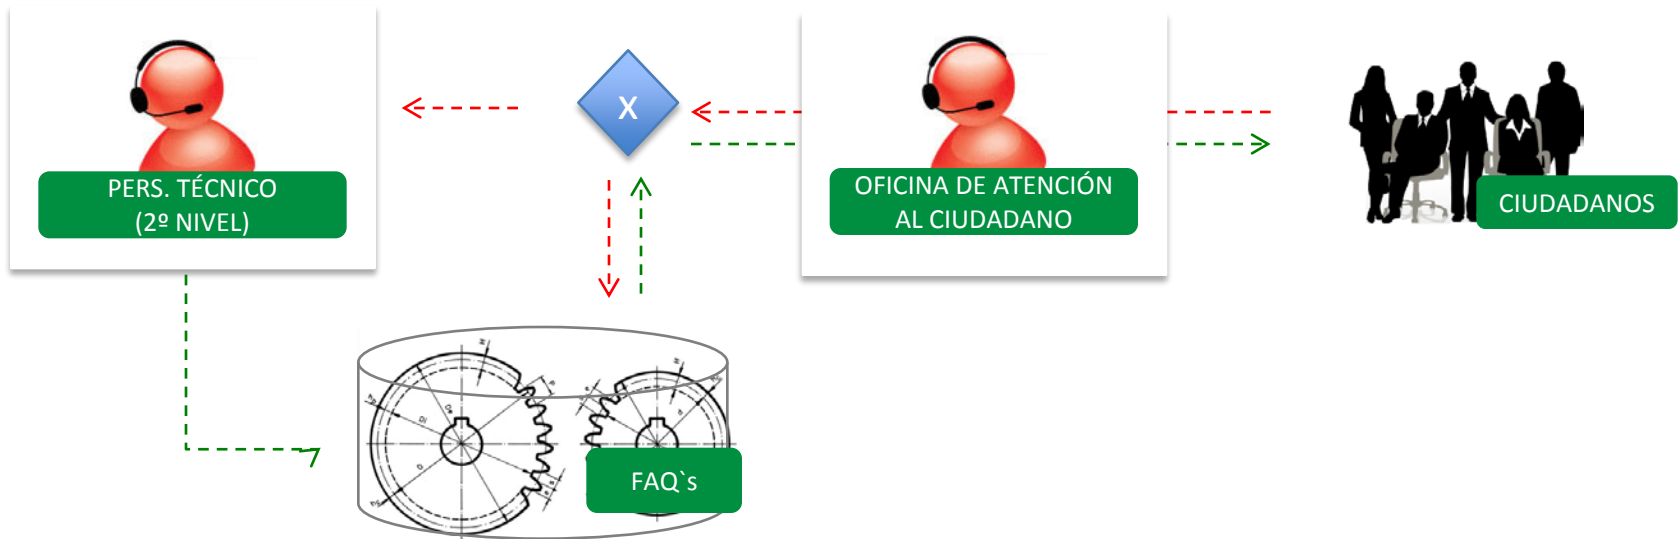 PERS. TÉCNICO
(2º NIVEL)
X
OFICINA DE ATENCIÓN
AL CIUDADANO
CIUDADANOS
FAQ`s